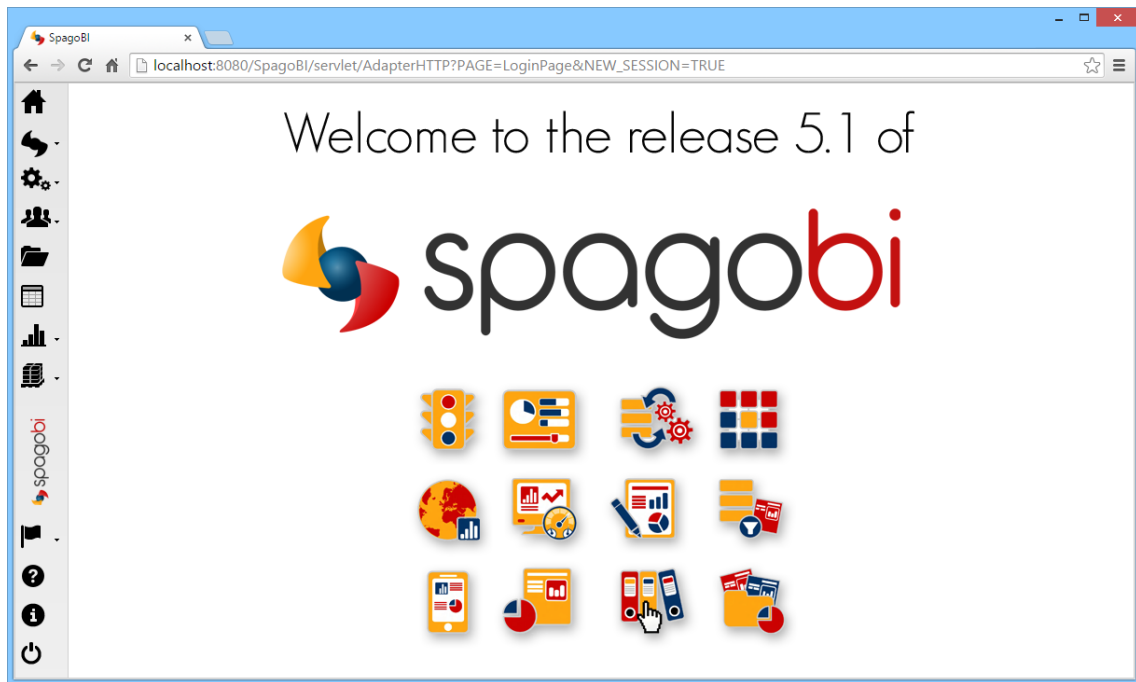 SpagoBI
localhost:8080/SpagoBI/servlet/AdapterHTTP?PAGE=LoginPage&NEW_SESSION=TRUE
Welcome to the release 5.1 of
spagobi
spagobi